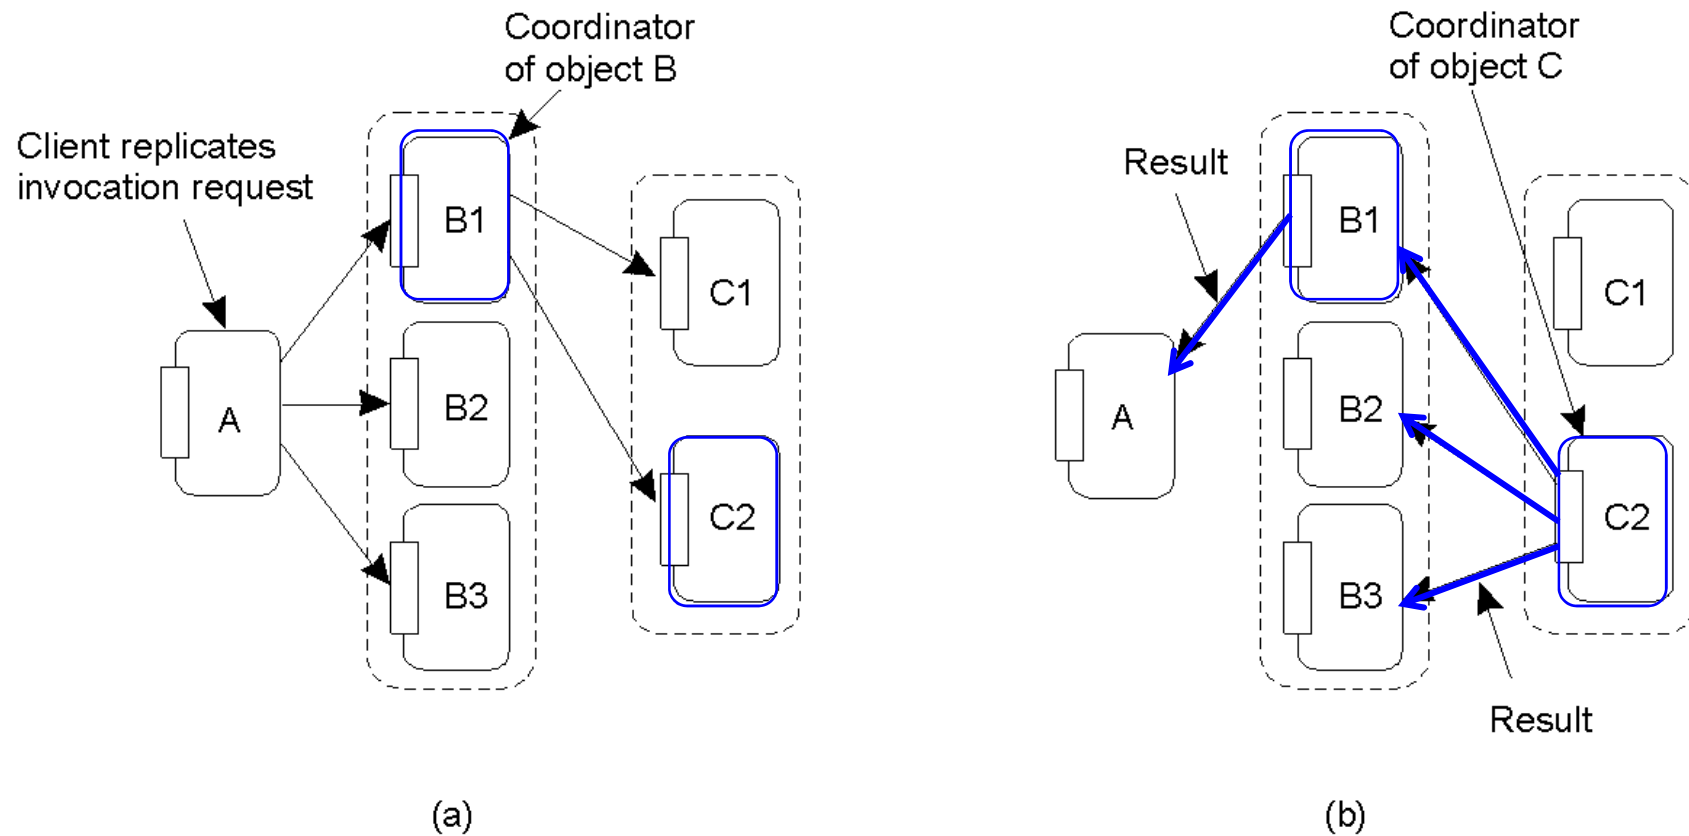 Coordinator
of object B
Client replicates
invocation request
B1
C1
A
B2
C2
B3
(a)
Coordinator
of object C
Result
B1
C1
A
B2
C2
B3
Result
(b)